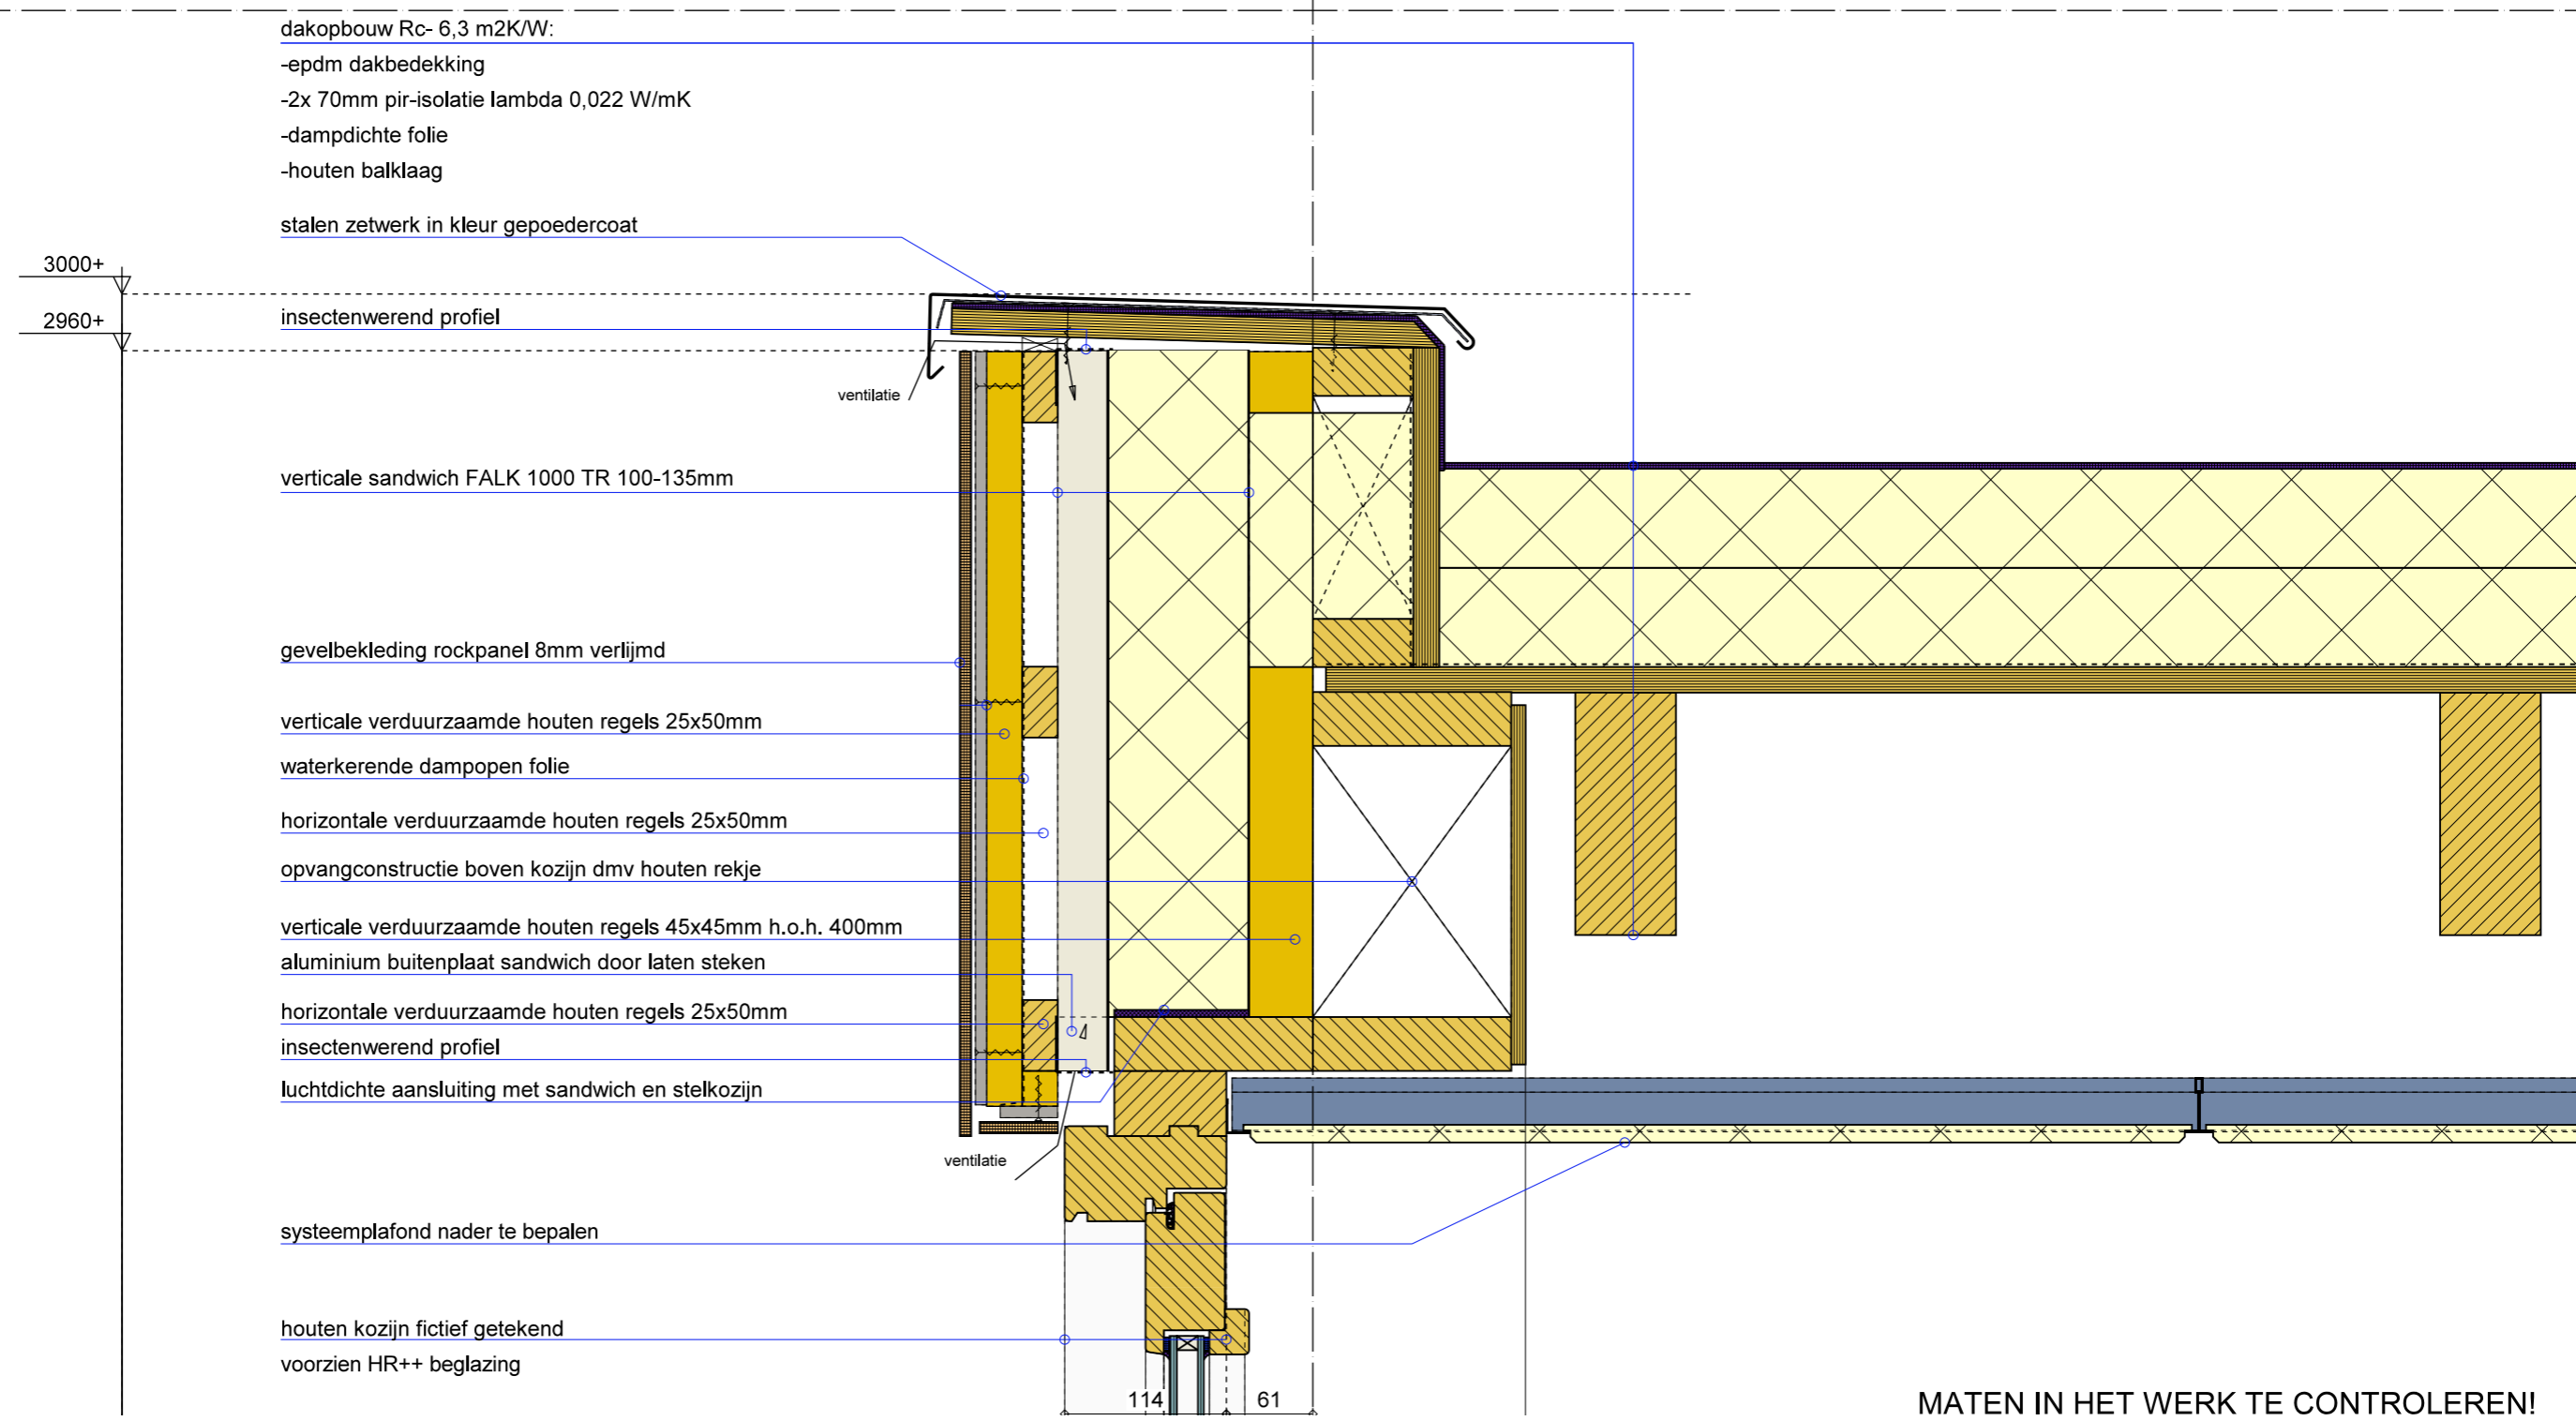 dakopbouw Rc- 6,3 m2K/W:
-epdm dakbedekking
-2x 70mm pir-isolatie lambda 0,022 W/mK
-dampdichte folie
-houten balklaag
stalen zetwerk in kleur gepoedercoat
3000+
2960+
insectenwerend profiel
ventilatie
verticale sandwich FALK 1000 TR 100-135mm
gevelbekleding rockpanel 8mm verlijmd
verticale verduurzaamde houten regels 25x50mm
waterkerende dampopen folie
horizontale verduurzaamde houten regels 25x50mm
opvangconstructie boven kozijn dmv houten rekje
verticale verduurzaamde houten regels 45x45mm h.o.h. 400mm
aluminium buitenplaat sandwich door laten steken
horizontale verduurzaamde houten regels 25x50mm
insectenwerend profiel
luchtdichte aansluiting met sandwich en stelkozijn
ventilatie
systeemplafond nader te bepalen
houten kozijn fictief getekend
voorzien HR++ beglazing
114 61
MATEN IN HET WERK TE CONTROLEREN!